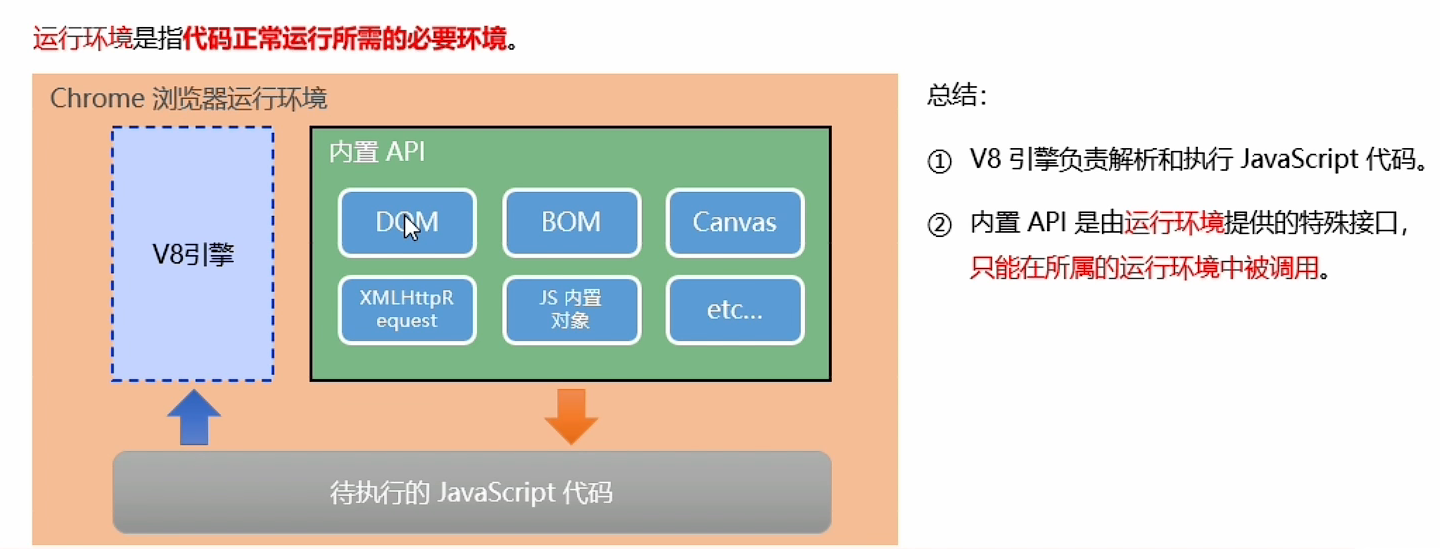 运行环境是指代码正常运行所需的必要环境。
Chrome 浏览器运行环境
V8引擎
内置 API
DOM
BOM
Canvas
XMLHttpR
equest
JS 内置
对象
etc...
待执行的 JavaScript 代码
总结：
① V8 引擎负责解析和执行 JavaScript 代码。
② 内置 API 是由运行环境提供的特殊接口，
只能在所属的运行环境中被调用。